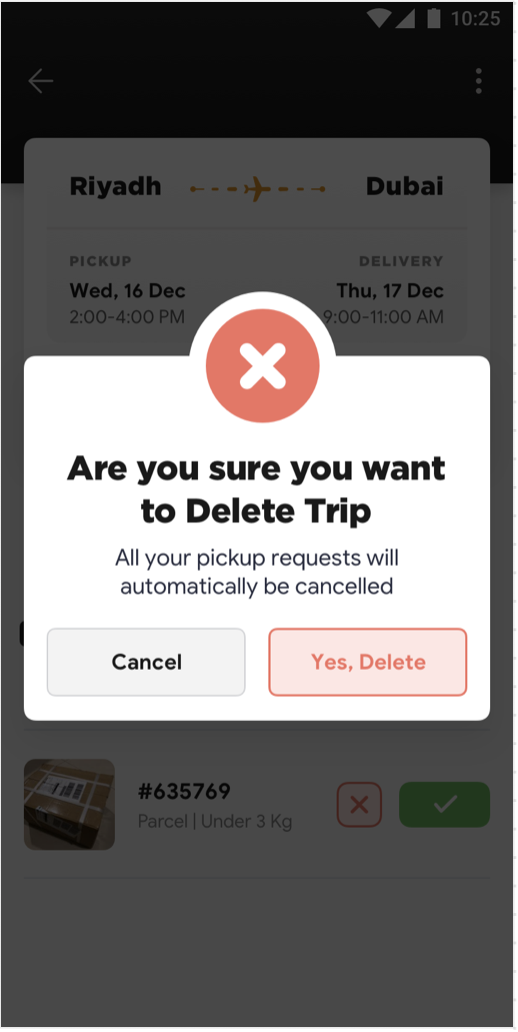 10:25
Riyadh Dubai
PICKUP DELIVERY
Wed, 16 Dec Thu, 17 Dec
2:00-4:00 PM 9:00-11:00 AM
Are you sure you want
to Delete Trip
All your pickup requests will
automatically be cancelled
Cancel Yes, Delete
#635769
Parcel | Under 3 Kg